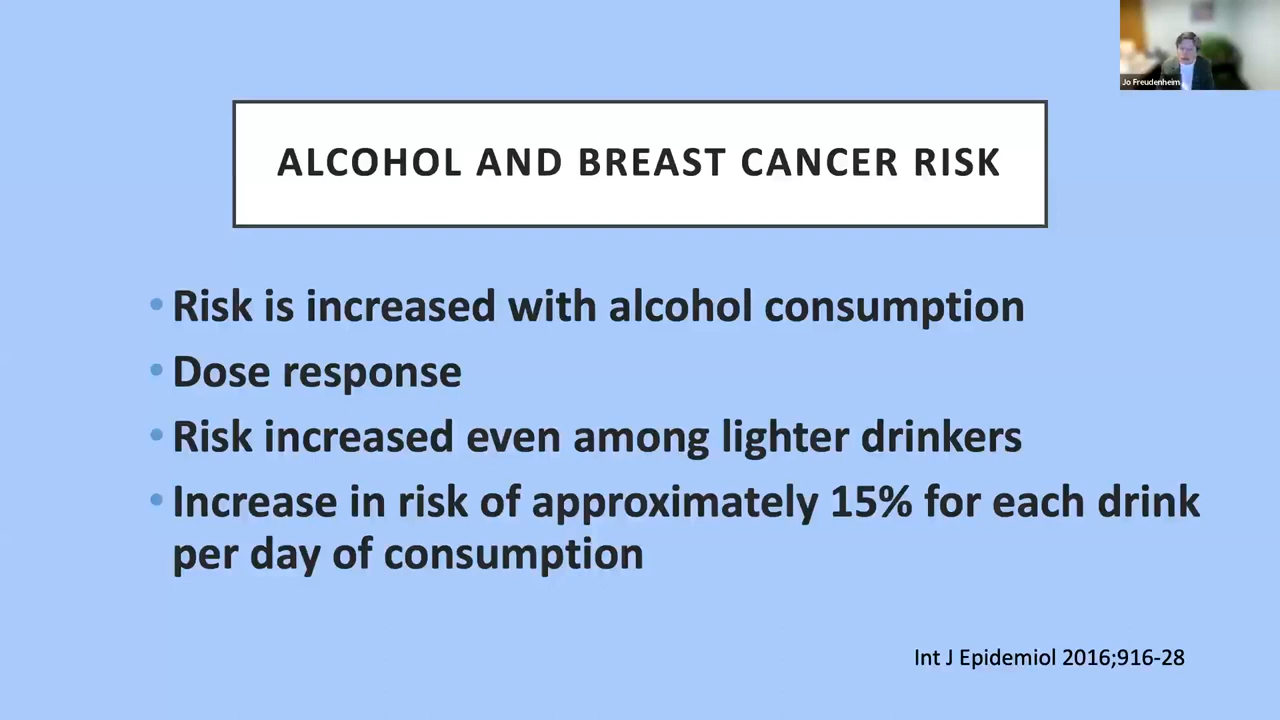 Jo Freudenheim
ALCOHOL AND BREAST CANCER RISK
• Risk is increased with alcohol consumption
• Dose response
• Risk increased even among lighter drinkers
• Increase in risk of approximately 15% for each drink
per day of consumption
Int J Epidemiol 2016;916-28